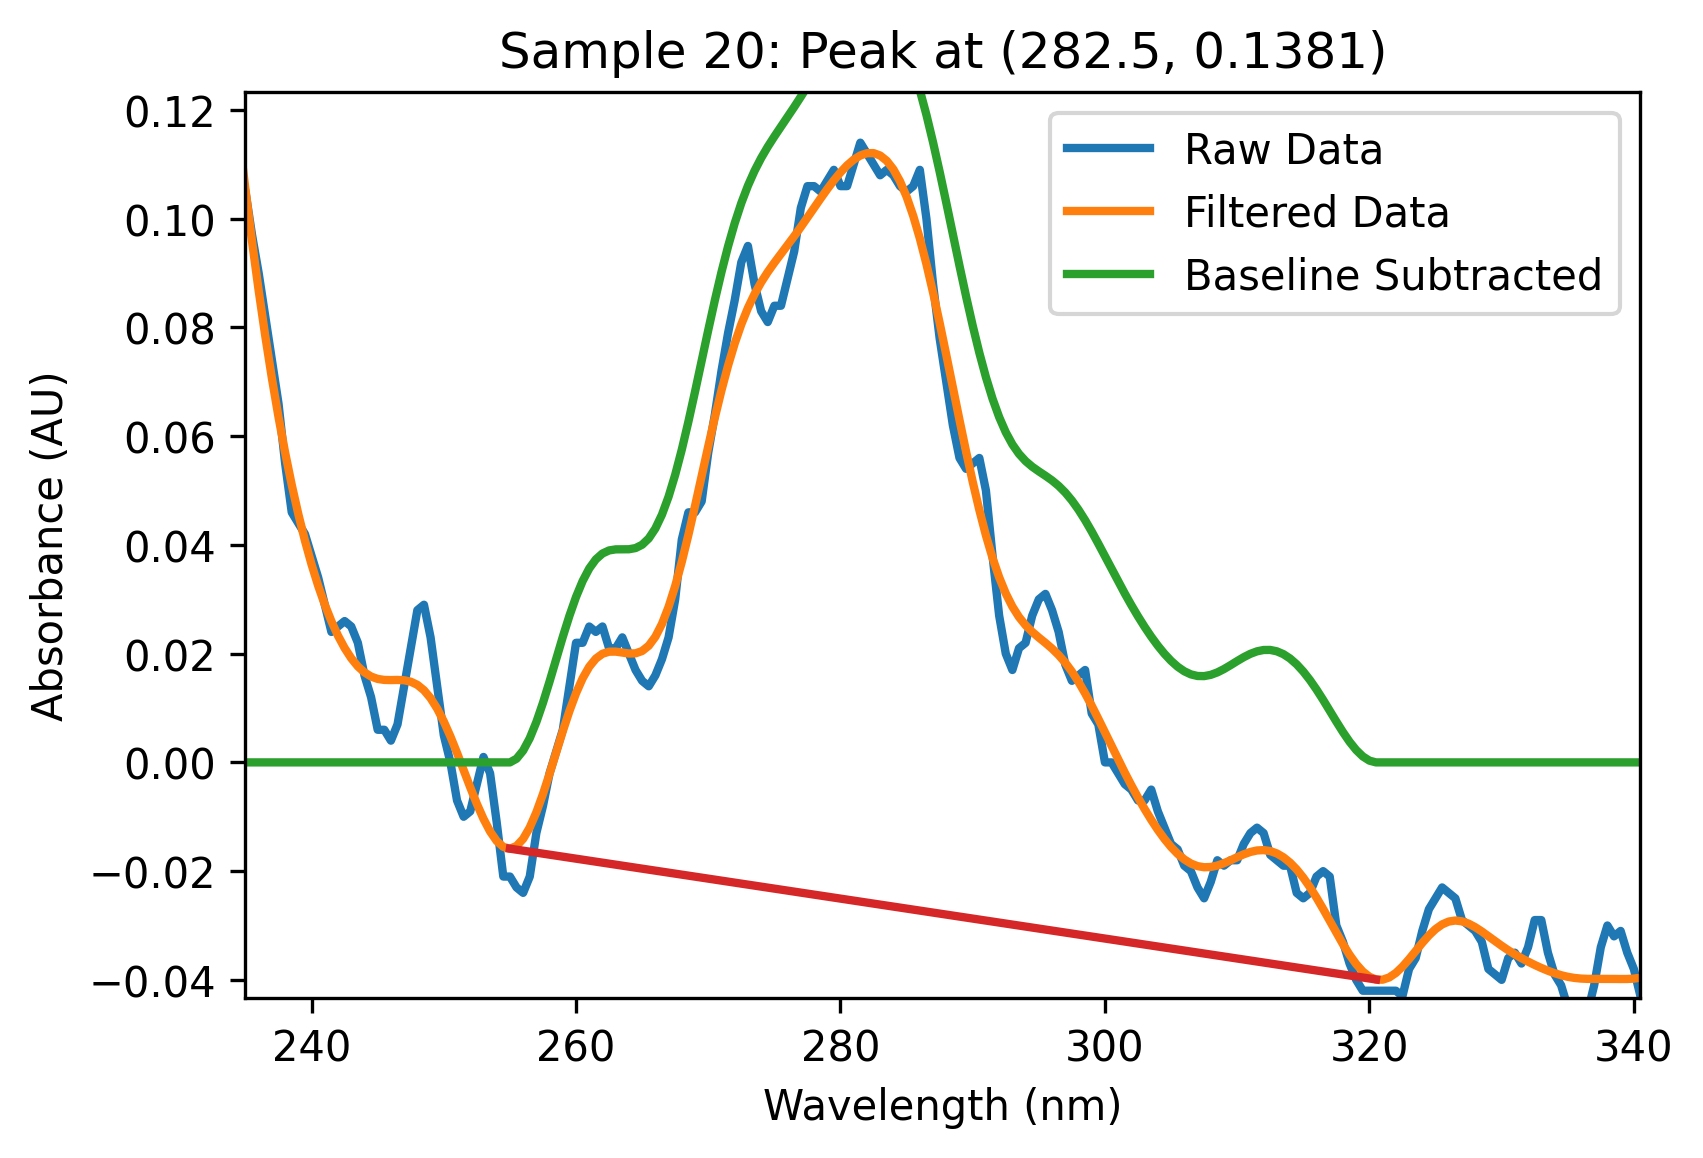 Sample 20: Peak at (282.5, 0.1381)
0.12
0.10
0.08
0.06
0.04
0.02
0.00
−0.02
−0.04
Absorbance (AU)
Raw Data
Filtered Data
Baseline Subtracted
240 260 280 300 320 340
Wavelength (nm)